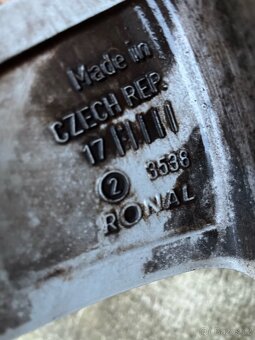 Made in
CZECH REP.
17
2 3538
RONAL